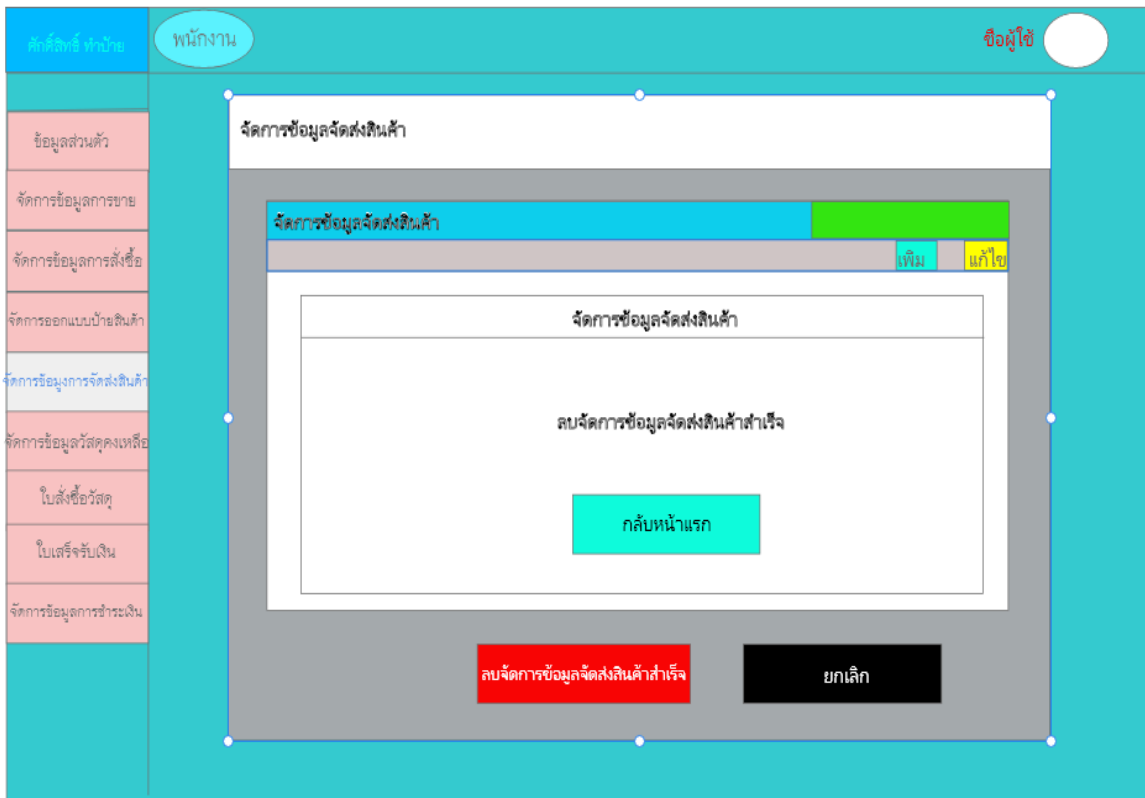 ศักดิ์สิทธิ์ ทำป้าย
พนักงาน
ชื่อผู้ใช้
ข้อมูลส่วนตัว
จัดการข้อมูลการขาย
จัดการข้อมูลการสั่งซื้อ
จัดการออกแบบป้ายสินค้า
จัดการข้อมูงการจัดส่งสินค้า
จัดการข้อมูลวัสดุคงเหลือ
ใบสั่งซื้อวัสดุ
ใบเสร็จรับเงิน
จัดการข้อมูลการชำระเงิน
จัดการข้อมูลจัดส่งสินค้า
จัดการข้อมูลจัดส่งสินค้า
เพิ่ม แก้ไข
จัดการข้อมูลจัดส่งสินค้า
ลบจัดการข้อมูลจัดส่งสินค้าสำเร็จ
กลับหน้าแรก
ลบจัดการข้อมูลจัดส่งสินค้าสำเร็จ ยกเลิก